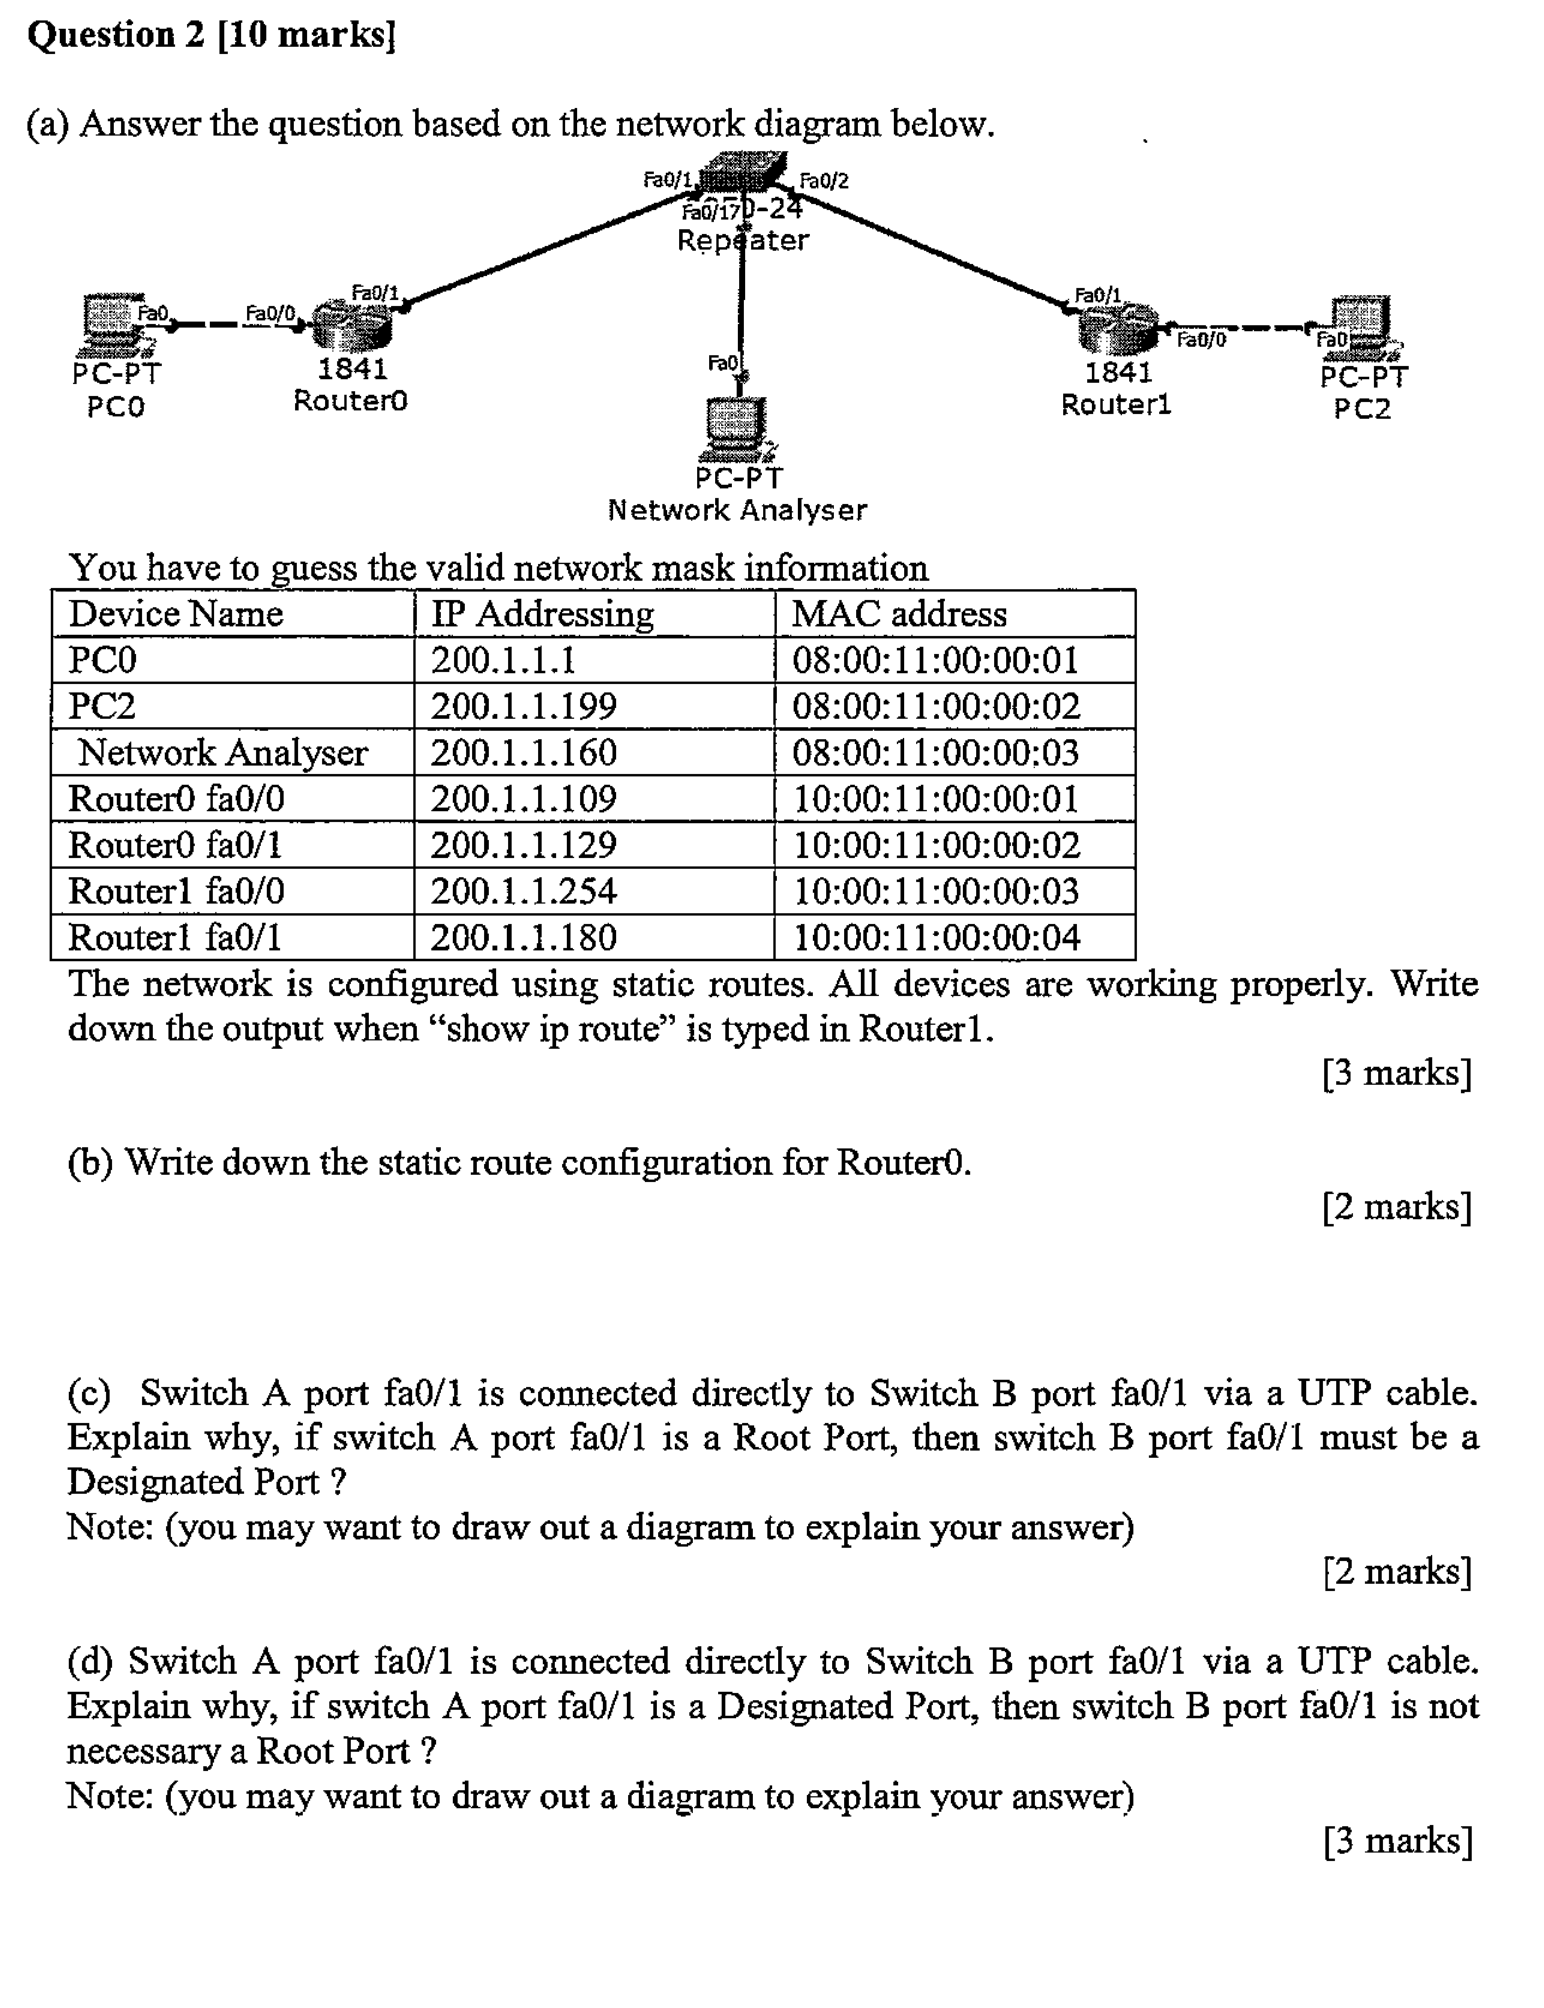 Question 2 [10 marks]
(a) Answer the question based on the network diagram below.
Fa0/1 Fa0/2
Fa0/17 0-24
Repeater
Fa0 Fa0/0 Fa0/1 Fa0/1 Fa0/0 Fa0
Fa0
PC-PT 1841 1841 PC-PT
PC0 Router0 Router1 PC2
PC-PT
Network Analyser
You have to guess the valid network mask information
Device Name IP Addressing MAC address
PC0 200.1.1.1 08:00:11:00:00:01
PC2 200.1.1.199 08:00:11:00:00:02
Network Analyser 200.1.1.160 08:00:11:00:00:03
Router0 fa0/0 200.1.1.109 10:00:11:00:00:01
Router0 fa0/1 200.1.1.129 10:00:11:00:00:02
Router1 fa0/0 200.1.1.254 10:00:11:00:00:03
Router1 fa0/1 200.1.1.180 10:00:11:00:00:04
The network is configured using static routes. All devices are working properly. Write
down the output when “show ip route” is typed in Router1.
[3 marks]
(b) Write down the static route configuration for Router0.
[2 marks]
(c) Switch A port fa0/1 is connected directly to Switch B port fa0/1 via a UTP cable.
Explain why, if switch A port fa0/1 is a Root Port, then switch B port fa0/1 must be a
Designated Port ?
Note: (you may want to draw out a diagram to explain your answer)
[2 marks]
(d) Switch A port fa0/1 is connected directly to Switch B port fa0/1 via a UTP cable.
Explain why, if switch A port fa0/1 is a Designated Port, then switch B port fa0/1 is not
necessary a Root Port ?
Note: (you may want to draw out a diagram to explain your answer)
[3 marks]